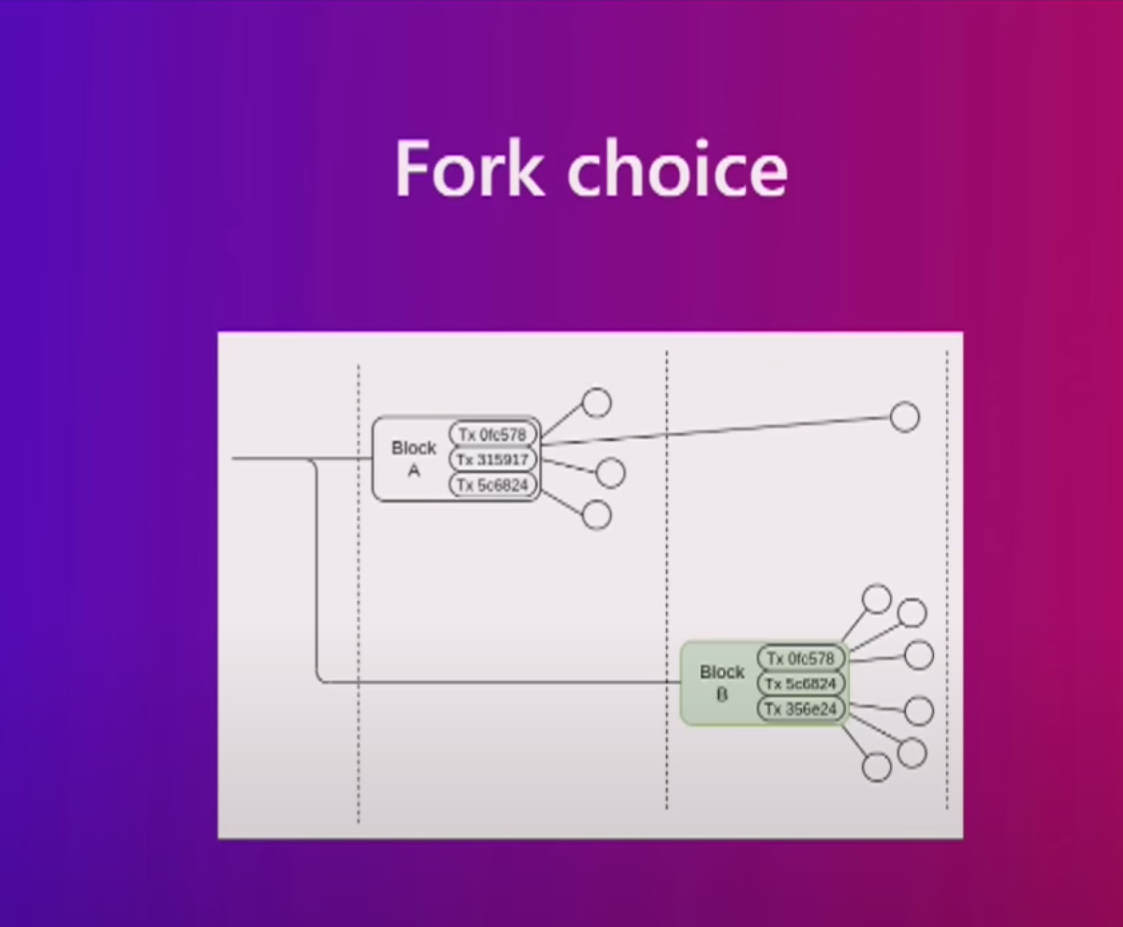 Fork choice
Block
A
Tx 0fc578
Tx 315917
Tx 5c6824
Block
B
Tx 0fc578
Tx 5c6824
Tx 356e24